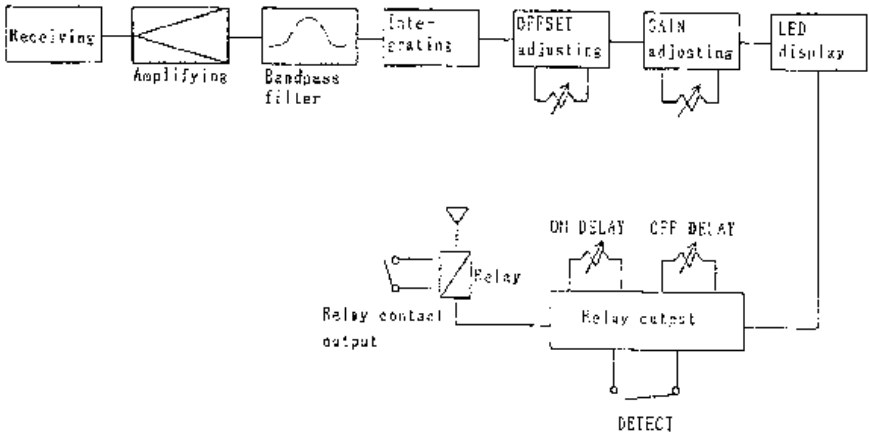 Receiving
Amplifying
Bandpass
filter
Inte-
grating
OFFSET
adjusting
GAIN
adjosting
LED
display
ON DELAY
OFF DELAY
Relay
Relay contact
output
Relay output
DETECT